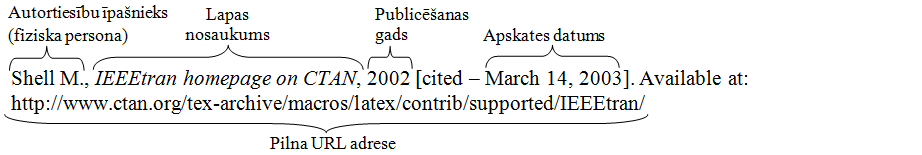 Autortiesību īpašnieks
(fiziska persona)
Lapas
nosaukums
Publicēšanas
gads
Apskates datums
Shell M., IEEEtran homepage on CTAN, 2002 [cited – March 14, 2003]. Available at:
http://www.ctan.org/tex-archive/macros/latex/contrib/supported/IEEEtran/
Pilna URL adrese